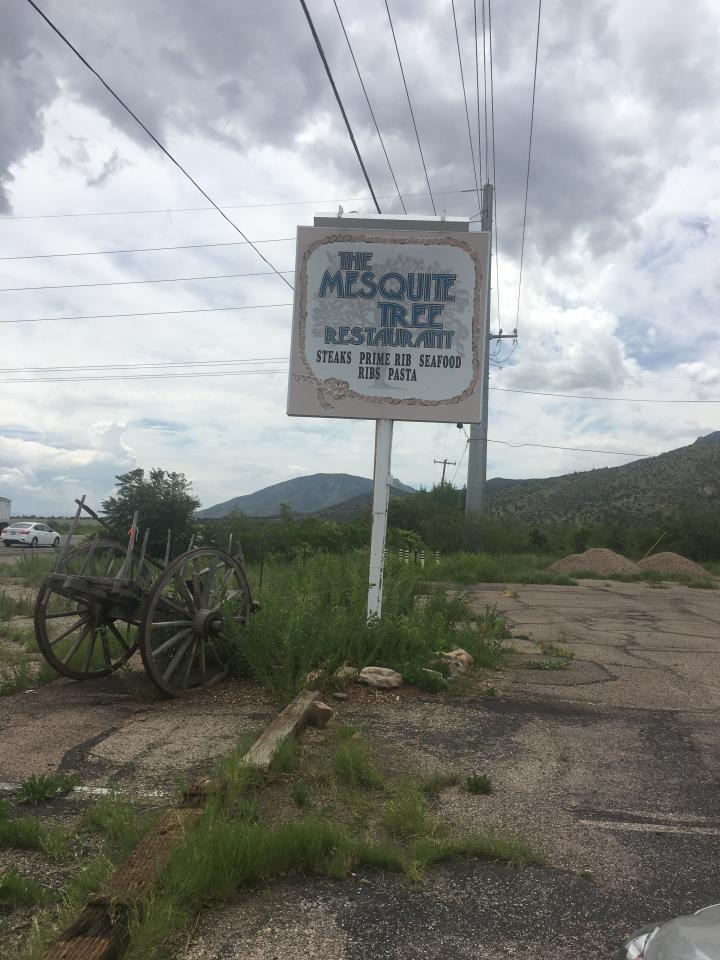 THE
MESQUITE
TREE
RESTAURANT
STEAKS PRIME RIB SEAFOOD
RIBS PASTA